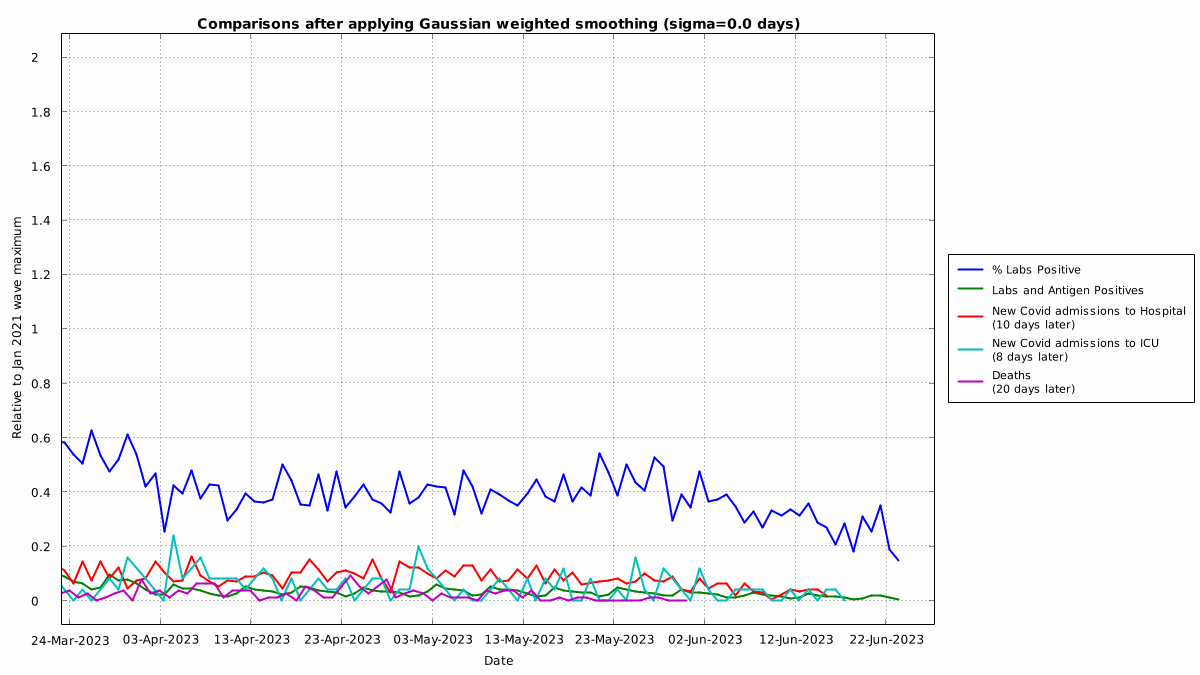 Comparisons after applying Gaussian weighted smoothing (sigma=0.0 days)
Relative to Jan 2021 wave maximum
2
1.8
1.6
1.4
1.2
1
0.8
0.6
0.4
0.2
0
24-Mar-2023 03-Apr-2023 13-Apr-2023 23-Apr-2023 03-May-2023 13-May-2023 23-May-2023 02-Jun-2023 12-Jun-2023 22-Jun-2023
Date
% Labs Positive
Labs and Antigen Positives
New Covid admissions to Hospital
(10 days later)
New Covid admissions to ICU
(8 days later)
Deaths
(20 days later)